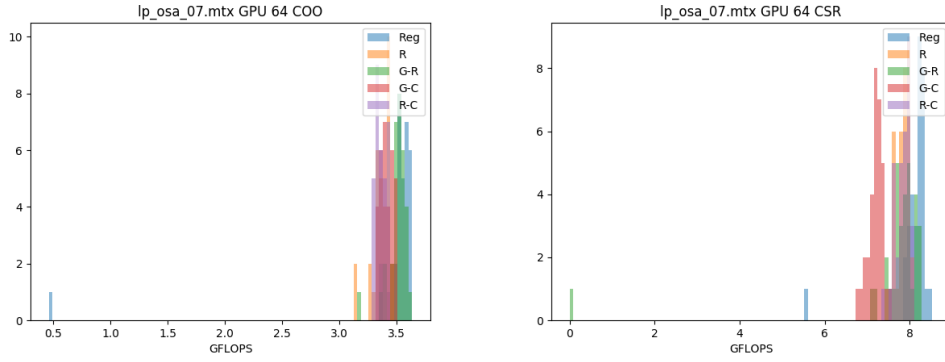 lp_osa_07.mtx GPU 64 COO
10
8
6
4
2
0
0.5
1.0
1.5
2.0
2.5
3.0
3.5
GFLOPS
Reg
R
G-R
G-C
R-C
lp_osa_07.mtx GPU 64 CSR
8
6
4
2
0
0
2
4
6
8
GFLOPS
Reg
R
G-R
G-C
R-C